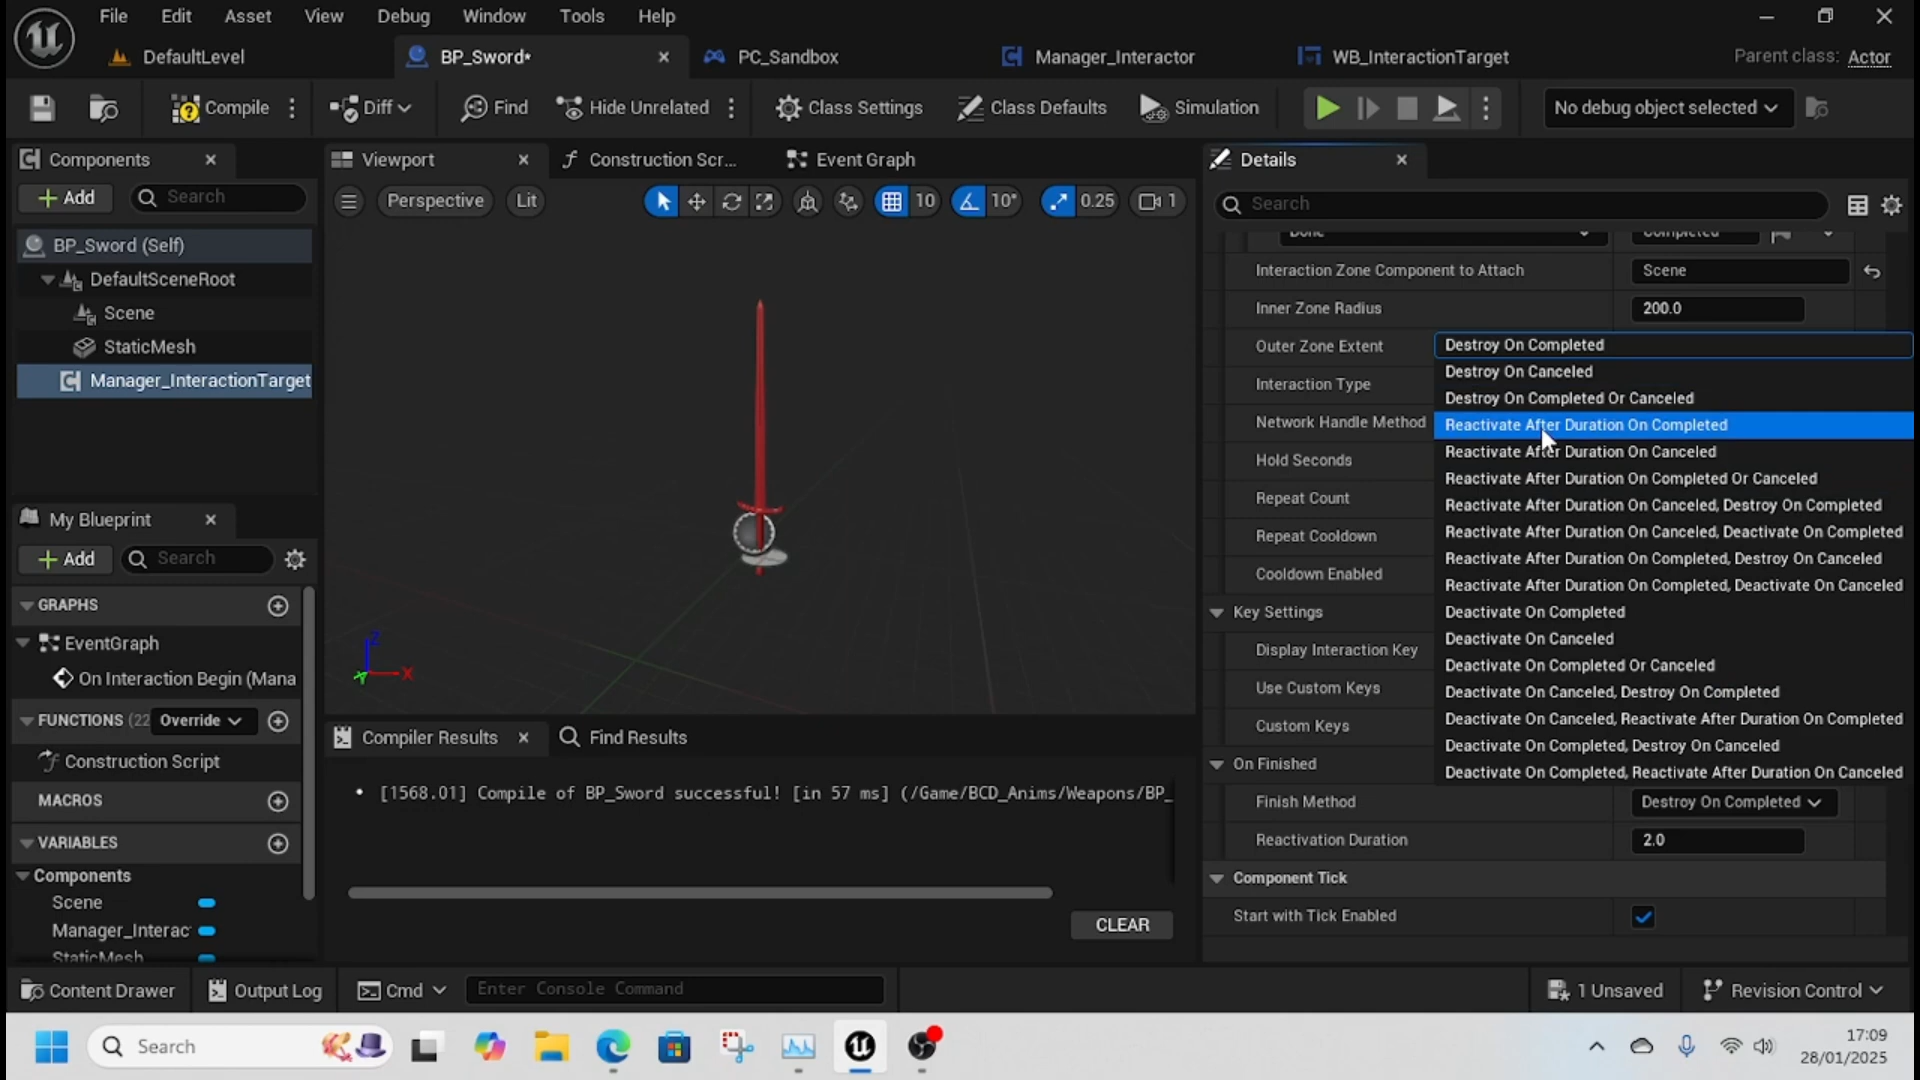 File Edit Asset View Debug Window Tools Help
DefaultLevel BP_Sword* PC_Sandbox Manager_Interactor WB_InteractionTarget Parent class: Actor
Compile Diff Find Hide Unrelated Class Settings Class Defaults Simulation No debug object selected
Components
Add Search
BP_Sword (Self)
DefaultSceneRoot
Scene
StaticMesh
Manager_InteractionTarget
My Blueprint
Add Search
GRAPHS
EventGraph
On Interaction Begin (Mana
FUNCTIONS (22 Override
Construction Script
MACROS
VARIABLES
Components
Scene
Manager_Interac
StaticMesh
Viewport Construction Scr... Event Graph
Perspective Lit 10 10° 0.25 1
Z
X
Y
Compiler Results Find Results
[1568.01] Compile of BP_Sword successful! [in 57 ms] (/Game/BCD_Anims/Weapons/BP_
CLEAR
Details
Search
Done Completed
Interaction Zone Component to Attach Scene
Inner Zone Radius 200.0
Outer Zone Extent
Interaction Type
Network Handle Method
Hold Seconds
Repeat Count
Repeat Cooldown
Cooldown Enabled
Key Settings
Display Interaction Key
Use Custom Keys
Custom Keys
On Finished
Finish Method Destroy On Completed
Reactivation Duration 2.0
Component Tick
Start with Tick Enabled
Destroy On Completed
Destroy On Canceled
Destroy On Completed Or Canceled
Reactivate After Duration On Completed
Reactivate After Duration On Canceled
Reactivate After Duration On Completed Or Canceled
Reactivate After Duration On Canceled, Destroy On Completed
Reactivate After Duration On Canceled, Deactivate On Completed
Reactivate After Duration On Completed, Destroy On Canceled
Reactivate After Duration On Completed, Deactivate On Canceled
Deactivate On Completed
Deactivate On Canceled
Deactivate On Completed Or Canceled
Deactivate On Canceled, Destroy On Completed
Deactivate On Canceled, Reactivate After Duration On Completed
Deactivate On Completed, Destroy On Canceled
Deactivate On Completed, Reactivate After Duration On Canceled
Content Drawer Output Log Cmd Enter Console Command 1 Unsaved Revision Control
Search
17:09
28/01/2025